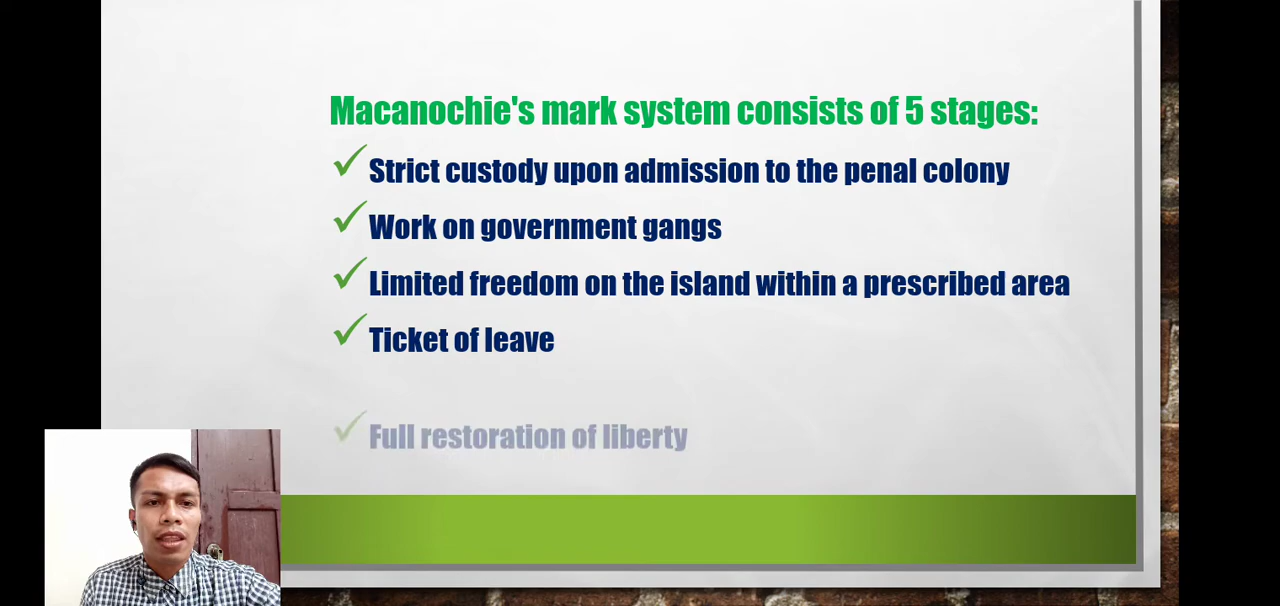 Macanochie's mark system consists of 5 stages:
Strict custody upon admission to the penal colony
Work on government gangs
Limited freedom on the island within a prescribed area
Ticket of leave
Full restoration of liberty